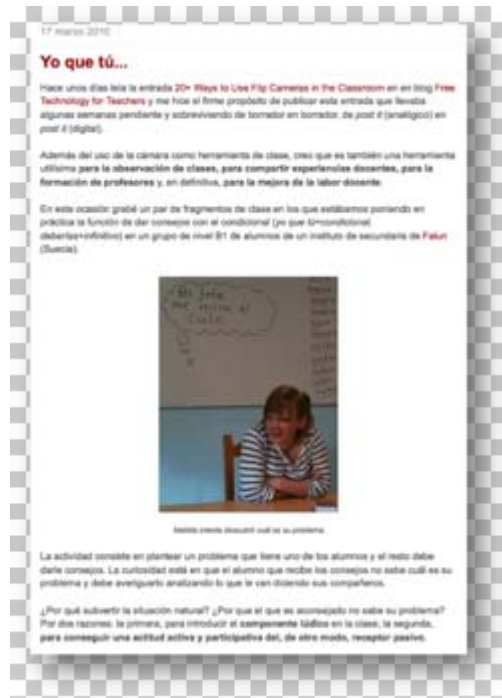 17 marzo 2010
Yo que tú...
Hace unos días leía la entrada 20+ Ways to Use Flip Cameras in the Classroom en en blog Free
Technology for Teachers y me hice el firme propósito de publicar esta entrada que llevaba
algunas semanas pendiente y sobreviviendo de borrador en borrador, de post it (analógico) en
post it (digital).
Además del uso de la cámara como herramienta de clase, creo que es también una herramienta
utilísima para la observación de clases, para compartir experiencias docentes, para la
formación de profesores y, en definitiva, para la mejora de la labor docente.
En esta ocasión grabé un par de fragmentos de clase en los que estábamos poniendo en
práctica la función de dar consejos con el condicional (yo que tú+condicional,
deberías+infinitivo) en un grupo de nivel B1 de alumnos de un instituto de secundaria de Falun
(Suecia).
Mi jefe
me
intenta descubrir cuál es su problema.
La actividad consiste en plantear un problema que tiene uno de los alumnos y el resto debe
darle consejos. La curiosidad está en que el alumno que recibe los consejos no sabe cuál es su
problema y debe averiguarlo analizando lo que le van diciendo sus compañeros.
¿Por qué subvertir la situación natural? ¿Por que el que es aconsejado no sabe su problema?
Por dos razones: la primera, para introducir el componente lúdico en la clase; la segunda,
para conseguir una actitud activa y participativa del, de otro modo, receptor pasivo.